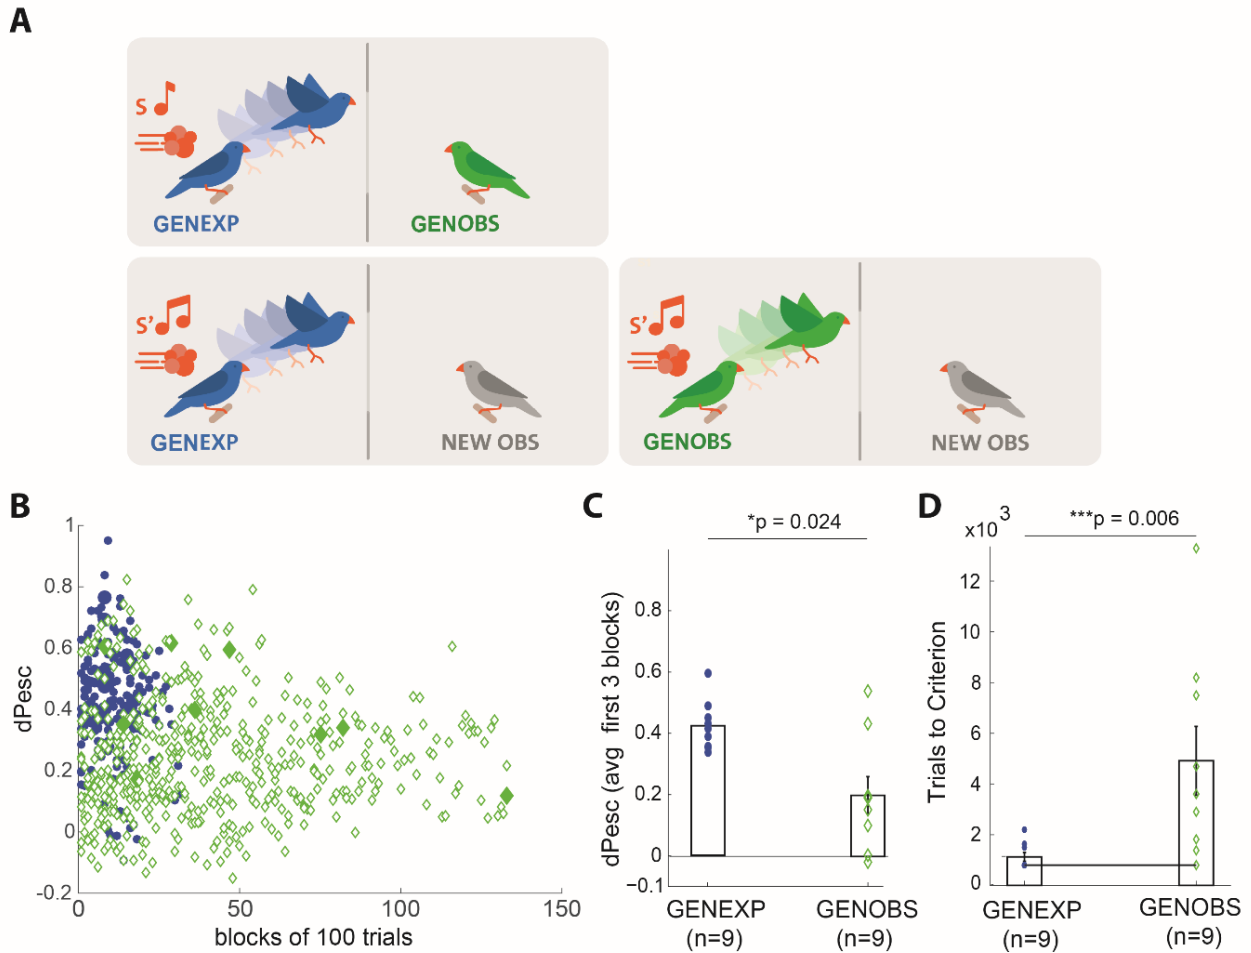 A
S
GENEXP
GENOBS
S'
GENEXP
NEW OBS
S'
GENOBS
NEW OBS
B
1
0.8
0.6
0.4
0.2
0
-0.2
dPesc
0
50
100
150
blocks of 100 trials
C
*p = 0.024
0.8
0.6
0.4
0.2
0
−0.1
dPesc (avg first 3 blocks)
GENEXP
(n=9)
GENOBS
(n=9)
D
x10³
***p = 0.006
12
10
8
6
4
2
0
Trials to Criterion
GENEXP
(n=9)
GENOBS
(n=9)